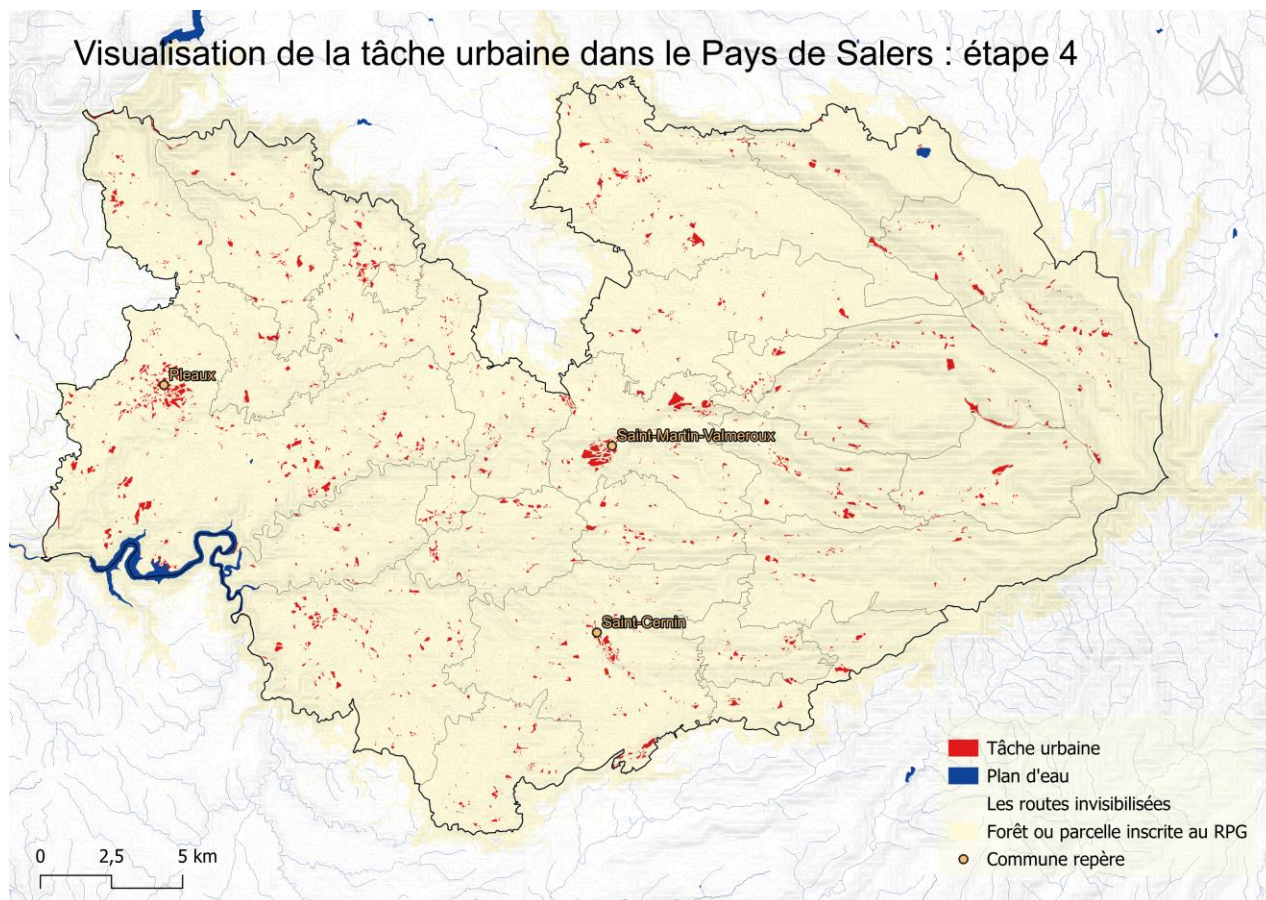 Visualisation de la tâche urbaine dans le Pays de Salers : étape 4
Pleaux
Saint-Martin-Valmeroux
Saint-Cernin
Tâche urbaine
Plan d'eau
Les routes invisibilisées
Forêt ou parcelle inscrite au RPG
Commune repère
0 2,5 5 km